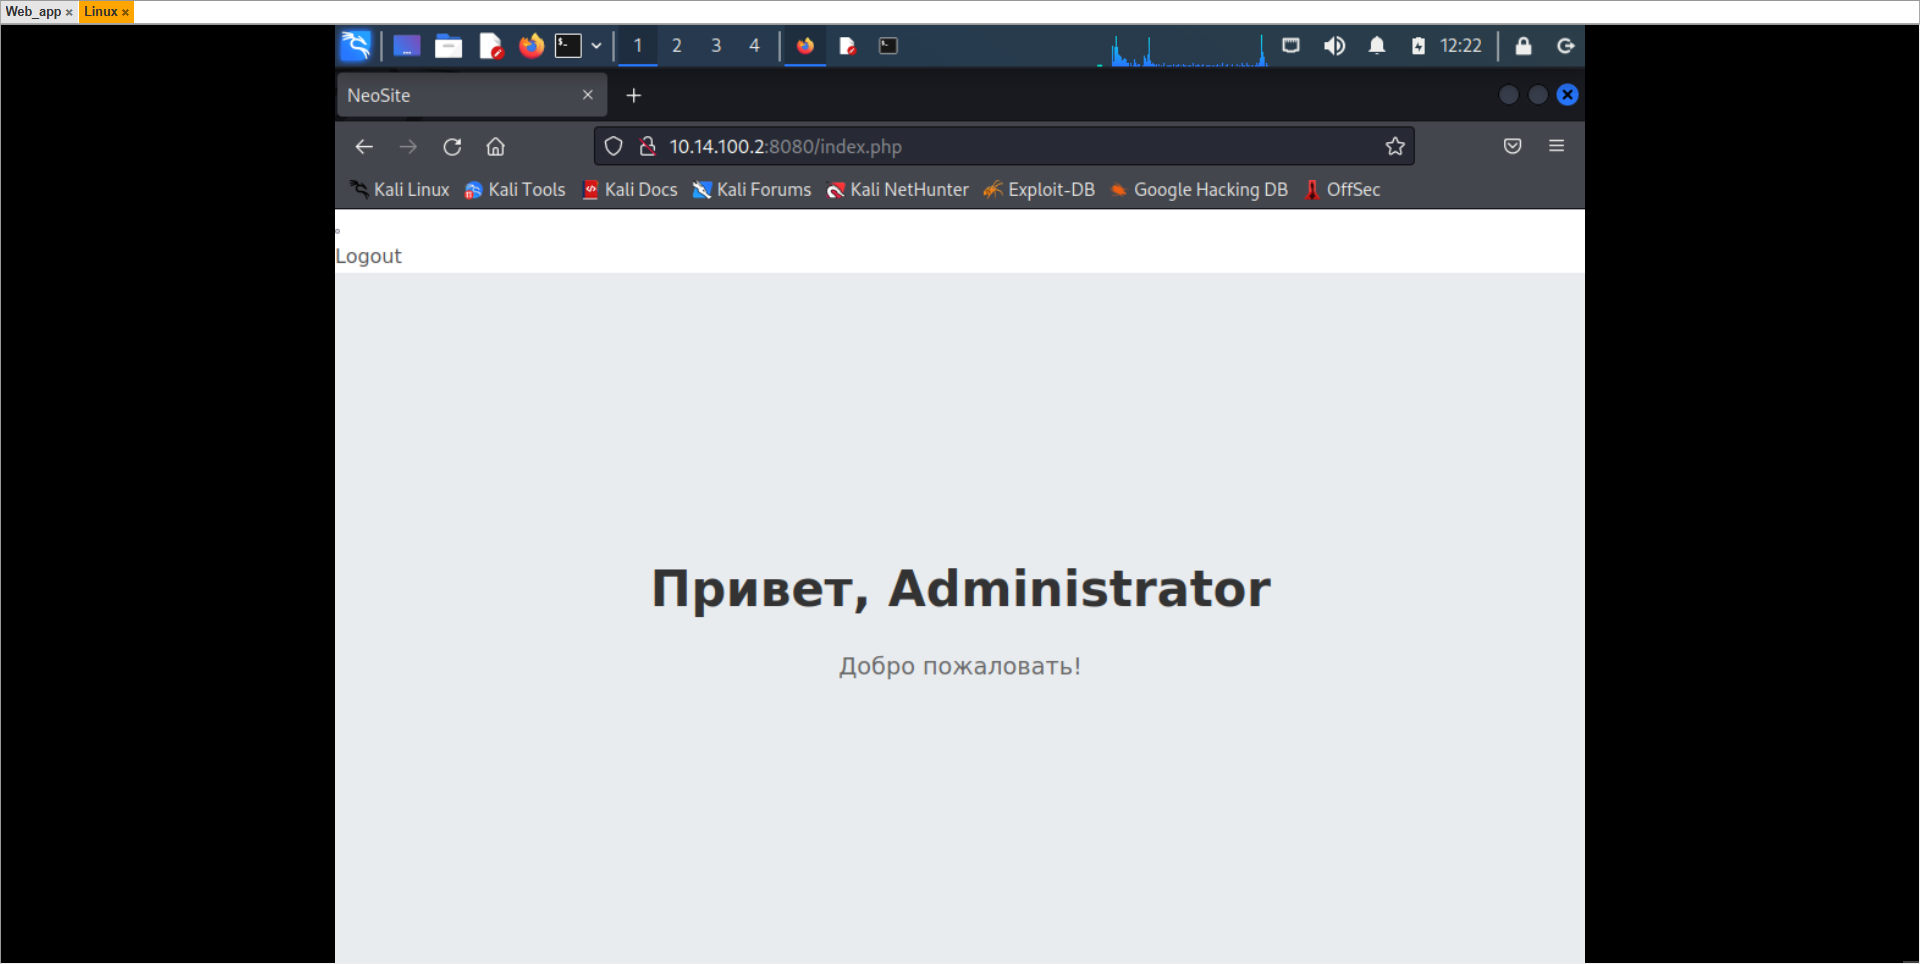 Web_app × Linux ×
1 2 3 4 12:22
NeoSite
10.14.100.2:8080/index.php
Kali Linux Kali Tools Kali Docs Kali Forums Kali NetHunter Exploit-DB Google Hacking DB OffSec
Logout
Привет, Administrator
Добро пожаловать!